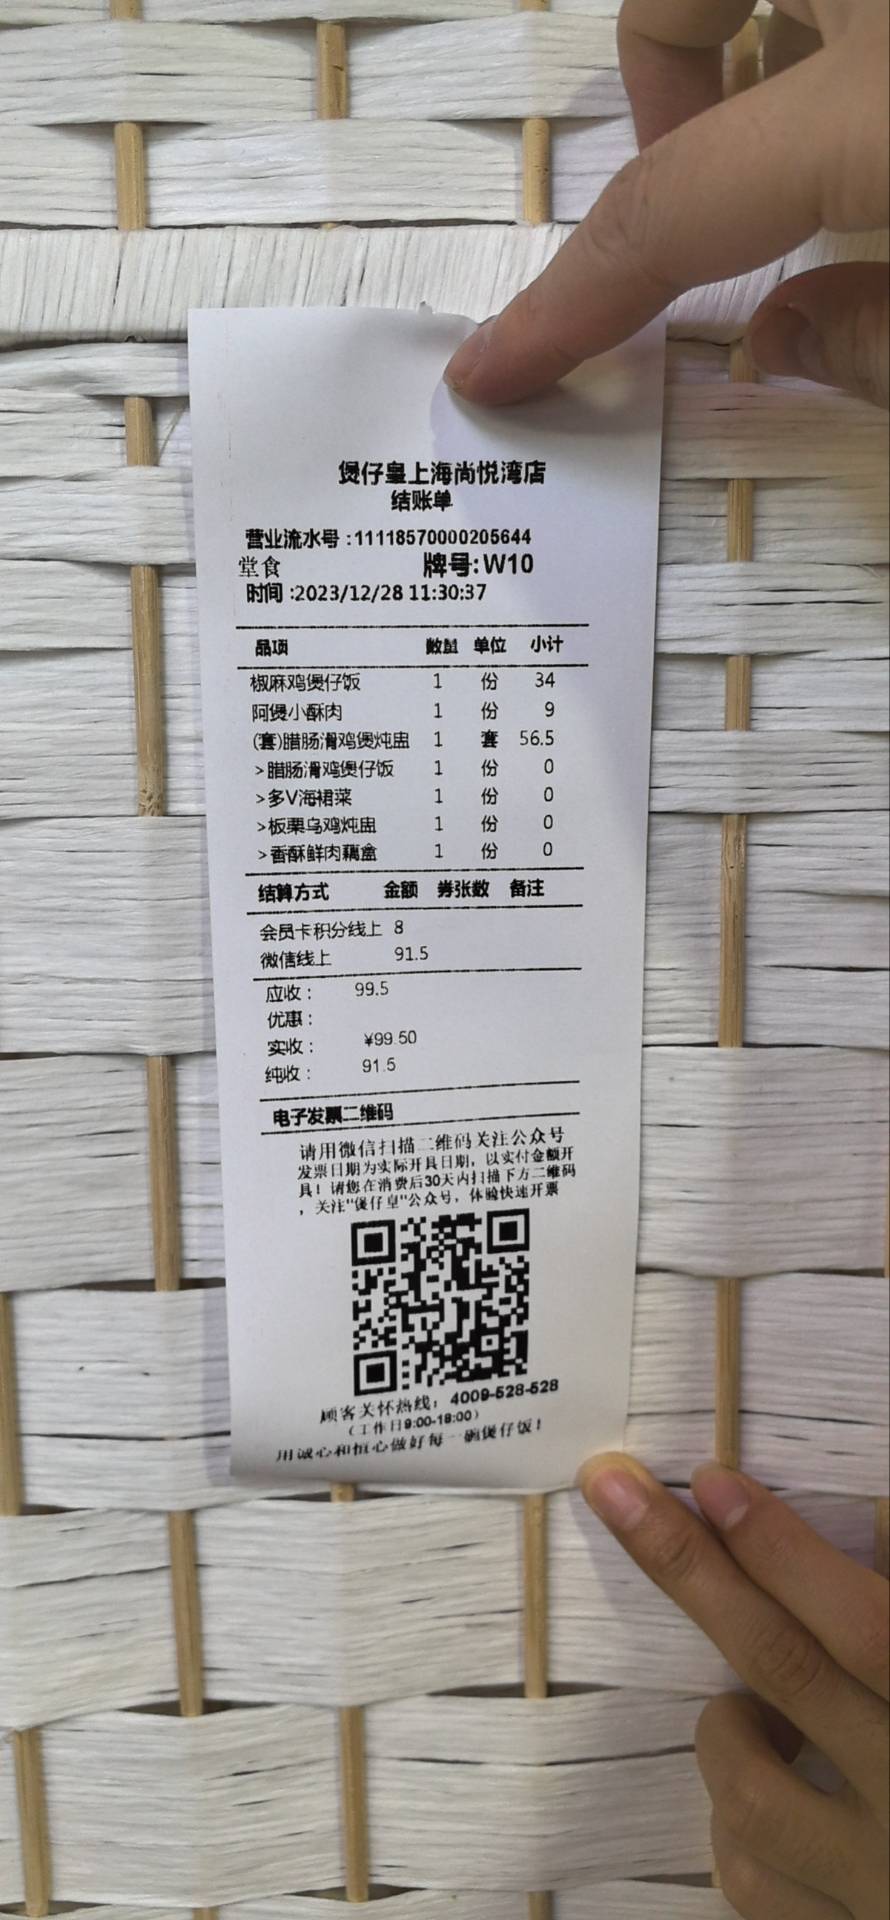 煲仔皇上海尚悦湾店
结账单
营业流水号:11118570000205644
堂食 牌号:W10
时间:2023/12/28 11:30:37
品项 数量 单位 小计
椒麻鸡煲仔饭 1 份 34
阿煲小酥肉 1 份 9
(套)腊肠滑鸡煲炖盅 1 套 56.5
>腊肠滑鸡煲仔饭 1 份 0
>多V海裙菜 1 份 0
>板栗乌鸡炖盅 1 份 0
>香酥鲜肉藕盒 1 份 0
结算方式 金额 券张数 备注
会员卡积分线上 8
微信线上 91.5
应收: 99.5
优惠:
实收: ¥99.50
纯收: 91.5
电子发票二维码
请用微信扫描二维码关注公众号
发票日期为实际开具日期，以实付金额开
具！请您在消费后30天内扫描下方二维码
，关注"煲仔皇"公众号，体验快速开票
顾客关怀热线：4009-528-528
（工作日9:00-18:00）
用诚心和恒心做好每一碗煲仔饭！